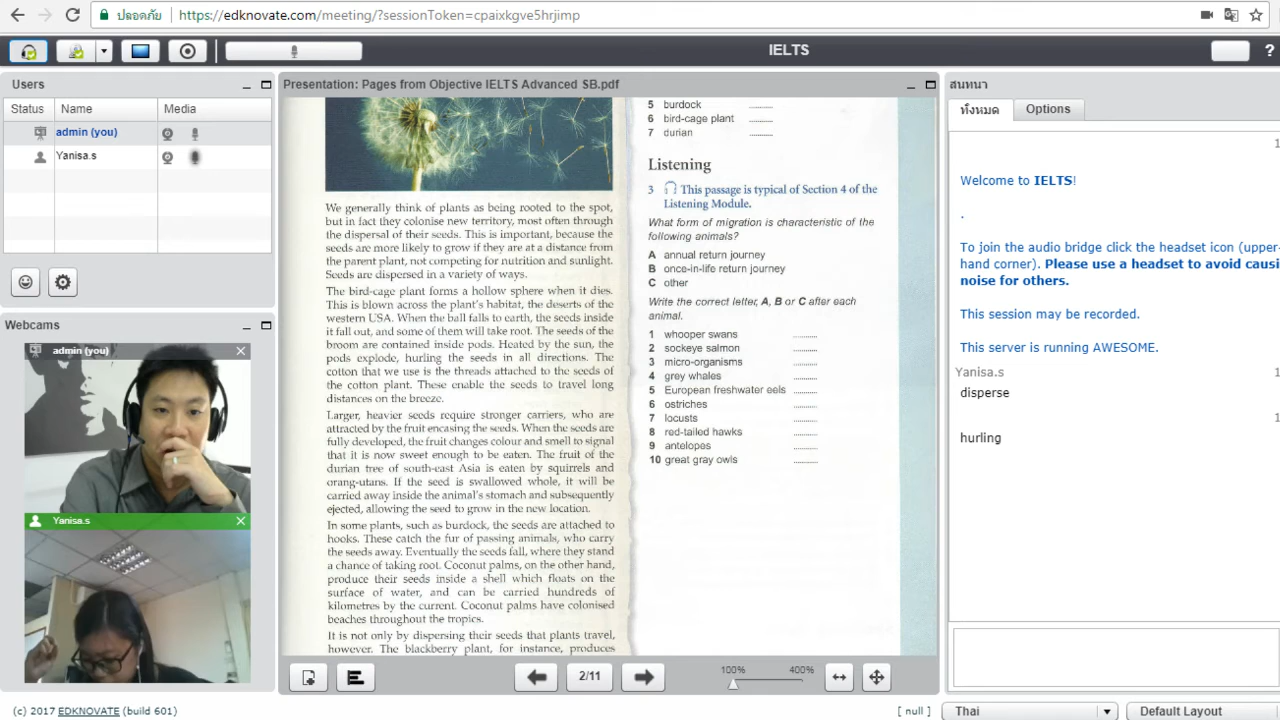 ปลอดภัย https://edknovate.com/meeting/?sessionToken=cpaixkgve5hrjimp
IELTS
?
Users
Status Name Media
admin (you)
Yanisa.s
Webcams
admin (you)
Yanisa.s
Presentation: Pages from Objective IELTS Advanced SB.pdf
We generally think of plants as being rooted to the spot,
but in fact they colonise new territory, most often through
the dispersal of their seeds. This is important, because the
seeds are more likely to grow if they are at a distance from
the parent plant, not competing for nutrition and sunlight.
Seeds are dispersed in a variety of ways.
The bird-cage plant forms a hollow sphere when it dies.
This is blown across the plant's habitat, the deserts of the
western USA. When the ball falls to earth, the seeds inside
it fall out, and some of them will take root. The seeds of the
broom are contained inside pods. Heated by the sun, the
pods explode, hurling the seeds in all directions. The
cotton that we use is the threads attached to the seeds of
the cotton plant. These enable the seeds to travel long
distances on the breeze.
Larger, heavier seeds require stronger carriers, who are
attracted by the fruit encasing the seeds. When the seeds are
fully developed, the fruit changes colour and smell to signal
that it is now sweet enough to be eaten. The fruit of the
durian tree of south-east Asia is eaten by squirrels and
orang-utans. If the seed is swallowed whole, it will be
carried away inside the animal's stomach and subsequently
ejected, allowing the seed to grow in the new location.
In some plants, such as burdock, the seeds are attached to
hooks. These catch the fur of passing animals, who carry
the seeds away. Eventually the seeds fall, where they stand
a chance of taking root. Coconut palms, on the other hand,
produce their seeds inside a shell which floats on the
surface of water, and can be carried hundreds of
kilometres by the current. Coconut palms have colonised
beaches throughout the tropics.
It is not only by dispersing their seeds that plants travel,
however. The blackberry plant, for instance, produces
5 burdock ..........
6 bird-cage plant ..........
7 durian ..........
Listening
3 This passage is typical of Section 4 of the
Listening Module.
What form of migration is characteristic of the
following animals?
A annual return journey
B once-in-life return journey
C other
Write the correct letter, A, B or C after each
animal.
1 whooper swans ..........
2 sockeye salmon ..........
3 micro-organisms ..........
4 grey whales ..........
5 European freshwater eels ..........
6 ostriches ..........
7 locusts ..........
8 red-tailed hawks ..........
9 antelopes ..........
10 great gray owls ..........
2/11
100% 400%
สนทนา
ทั้งหมด Options
1
Welcome to IELTS!
.
To join the audio bridge click the headset icon (upper-
hand corner). Please use a headset to avoid causi
noise for others.
This session may be recorded.
This server is running AWESOME.
Yanisa.s 1
disperse
1
hurling
(c) 2017 EDKNOVATE (build 601)
[ null ]
Thai
Default Layout